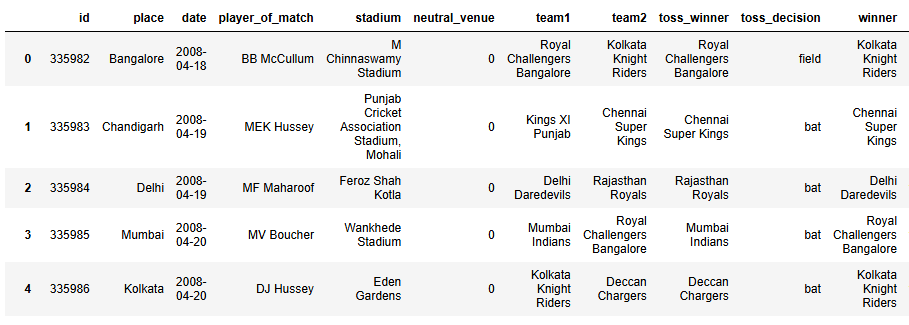 id place date player_of_match stadium neutral_venue team1 team2 toss_winner toss_decision winner
0 335982 Bangalore 2008-04-18 BB McCullum M Chinnaswamy Stadium 0 Royal Challengers Bangalore Kolkata Knight Riders Royal Challengers Bangalore field Kolkata Knight Riders
1 335983 Chandigarh 2008-04-19 MEK Hussey Punjab Cricket Association Stadium, Mohali 0 Kings XI Punjab Chennai Super Kings Chennai Super Kings bat Chennai Super Kings
2 335984 Delhi 2008-04-19 MF Maharoof Feroz Shah Kotla 0 Delhi Daredevils Rajasthan Royals Rajasthan Royals bat Delhi Daredevils
3 335985 Mumbai 2008-04-20 MV Boucher Wankhede Stadium 0 Mumbai Indians Royal Challengers Bangalore Mumbai Indians bat Royal Challengers Bangalore
4 335986 Kolkata 2008-04-20 DJ Hussey Eden Gardens 0 Kolkata Knight Riders Deccan Chargers Deccan Chargers bat Kolkata Knight Riders